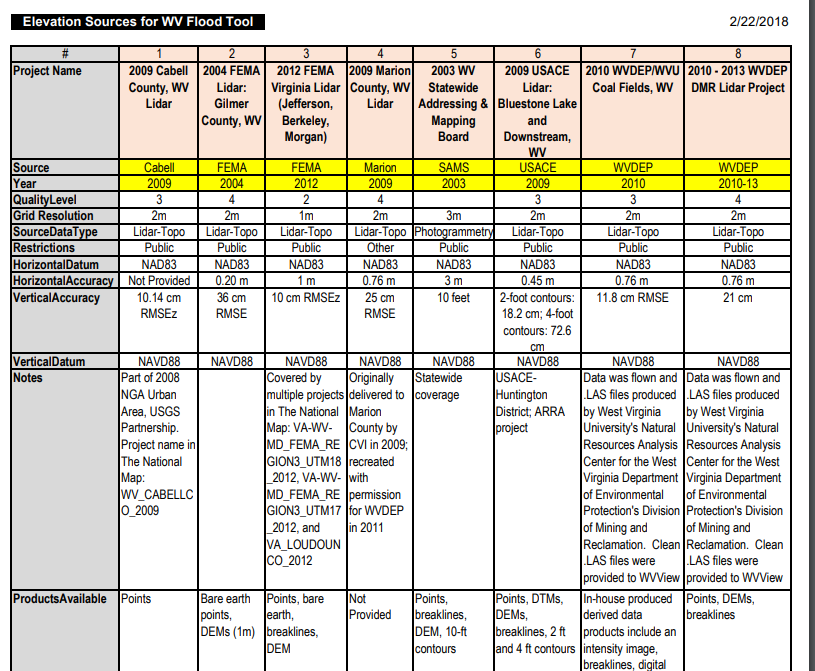 Elevation Sources for WV Flood Tool 2/22/2018
# 1 2 3 4 5 6 7 8
Project Name
2009 Cabell
County, WV
Lidar
2004 FEMA
Lidar:
Gilmer
County, WV
2012 FEMA
Virginia Lidar
(Jefferson,
Berkeley,
Morgan)
2009 Marion
County, WV
Lidar
2003 WV
Statewide
Addressing &
Mapping
Board
2009 USACE
Lidar:
Bluestone Lake
and
Downstream,
WV
2010 WVDEP/WVU
Coal Fields, WV
2010 - 2013 WVDEP
DMR Lidar Project
Source Cabell FEMA FEMA Marion SAMS USACE WVDEP WVDEP
Year 2009 2004 2012 2009 2003 2009 2010 2010-13
QualityLevel 3 4 2 4 3 3 4
Grid Resolution 2m 2m 1m 2m 3m 2m 2m 2m
SourceDataType Lidar-Topo Lidar-Topo Lidar-Topo Lidar-Topo Photogrammetry Lidar-Topo Lidar-Topo Lidar-Topo
Restrictions Public Public Public Other Public Public Public Public
HorizontalDatum NAD83 NAD83 NAD83 NAD83 NAD83 NAD83 NAD83 NAD83
HorizontalAccuracy Not Provided 0.20 m 1 m 0.76 m 3 m 0.45 m 0.76 m 0.76 m
VerticalAccuracy
10.14 cm
RMSEz
36 cm
RMSE
10 cm RMSEz
25 cm
RMSE
10 feet
2-foot contours:
18.2 cm; 4-foot
contours: 72.6
cm
11.8 cm RMSE
21 cm
VerticalDatum NAVD88 NAVD88 NAVD88 NAVD88 NAVD88 NAVD88 NAVD88 NAVD88
Notes
Part of 2008
NGA Urban
Area, USGS
Partnership.
Project name in
The National
Map:
WV_CABELLC
O_2009
Covered by
multiple projects
in The National
Map: VA-WV-
MD_FEMA_RE
GION3_UTM18
_2012, VA-WV-
MD_FEMA_RE
GION3_UTM17
_2012, and
VA_LOUDOUN
CO_2012
Originally
delivered to
Marion
County by
CVI in 2009;
recreated
with
permission
for WVDEP
in 2011
Statewide
coverage
USACE-
Huntington
District; ARRA
project
Data was flown and
.LAS files produced
by West Virginia
University's Natural
Resources Analysis
Center for the West
Virginia Department
of Environmental
Protection's Division
of Mining and
Reclamation. Clean
.LAS files were
provided to WVView
Data was flown and
.LAS files produced
by West Virginia
University's Natural
Resources Analysis
Center for the West
Virginia Department
of Environmental
Protection's Division
of Mining and
Reclamation. Clean
.LAS files were
provided to WVView
ProductsAvailable
Points
Bare earth
points,
DEMs (1m)
Points, bare
earth,
breaklines,
DEM
Not
Provided
Points,
breaklines,
DEM, 10-ft
contours
Points, DTMs,
DEMs,
breaklines, 2 ft
and 4 ft contours
In-house produced
derived data
products include an
intensity image,
breaklines, digital
Points, DEMs,
breaklines